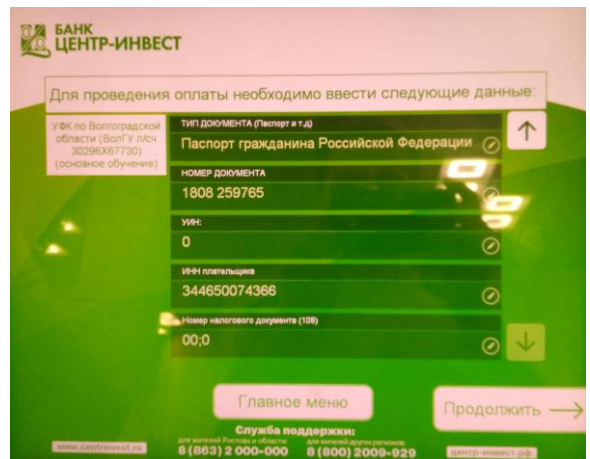 БАНК
ЦЕНТР-ИНВЕСТ
Для проведения оплаты необходимо ввести следующие данные:
УФК по Волгоградской
области (ВолГУ л/сч
30296Х67730)
(основное обучение)
ТИП ДОКУМЕНТА (Паспорт и т.д)
Паспорт гражданина Российской Федерации
НОМЕР ДОКУМЕНТА
1808 259765
УИН:
0
ИНН плательщика
344650074366
Номер налогового документа (108)
00;0
Главное меню
Продолжить
Служба поддержки:
для жителей Ростова и области:
8 (863) 2 000-000
для жителей других регионов:
8 (800) 2009-929
www.centrinvest.ru
центр-инвест.рф